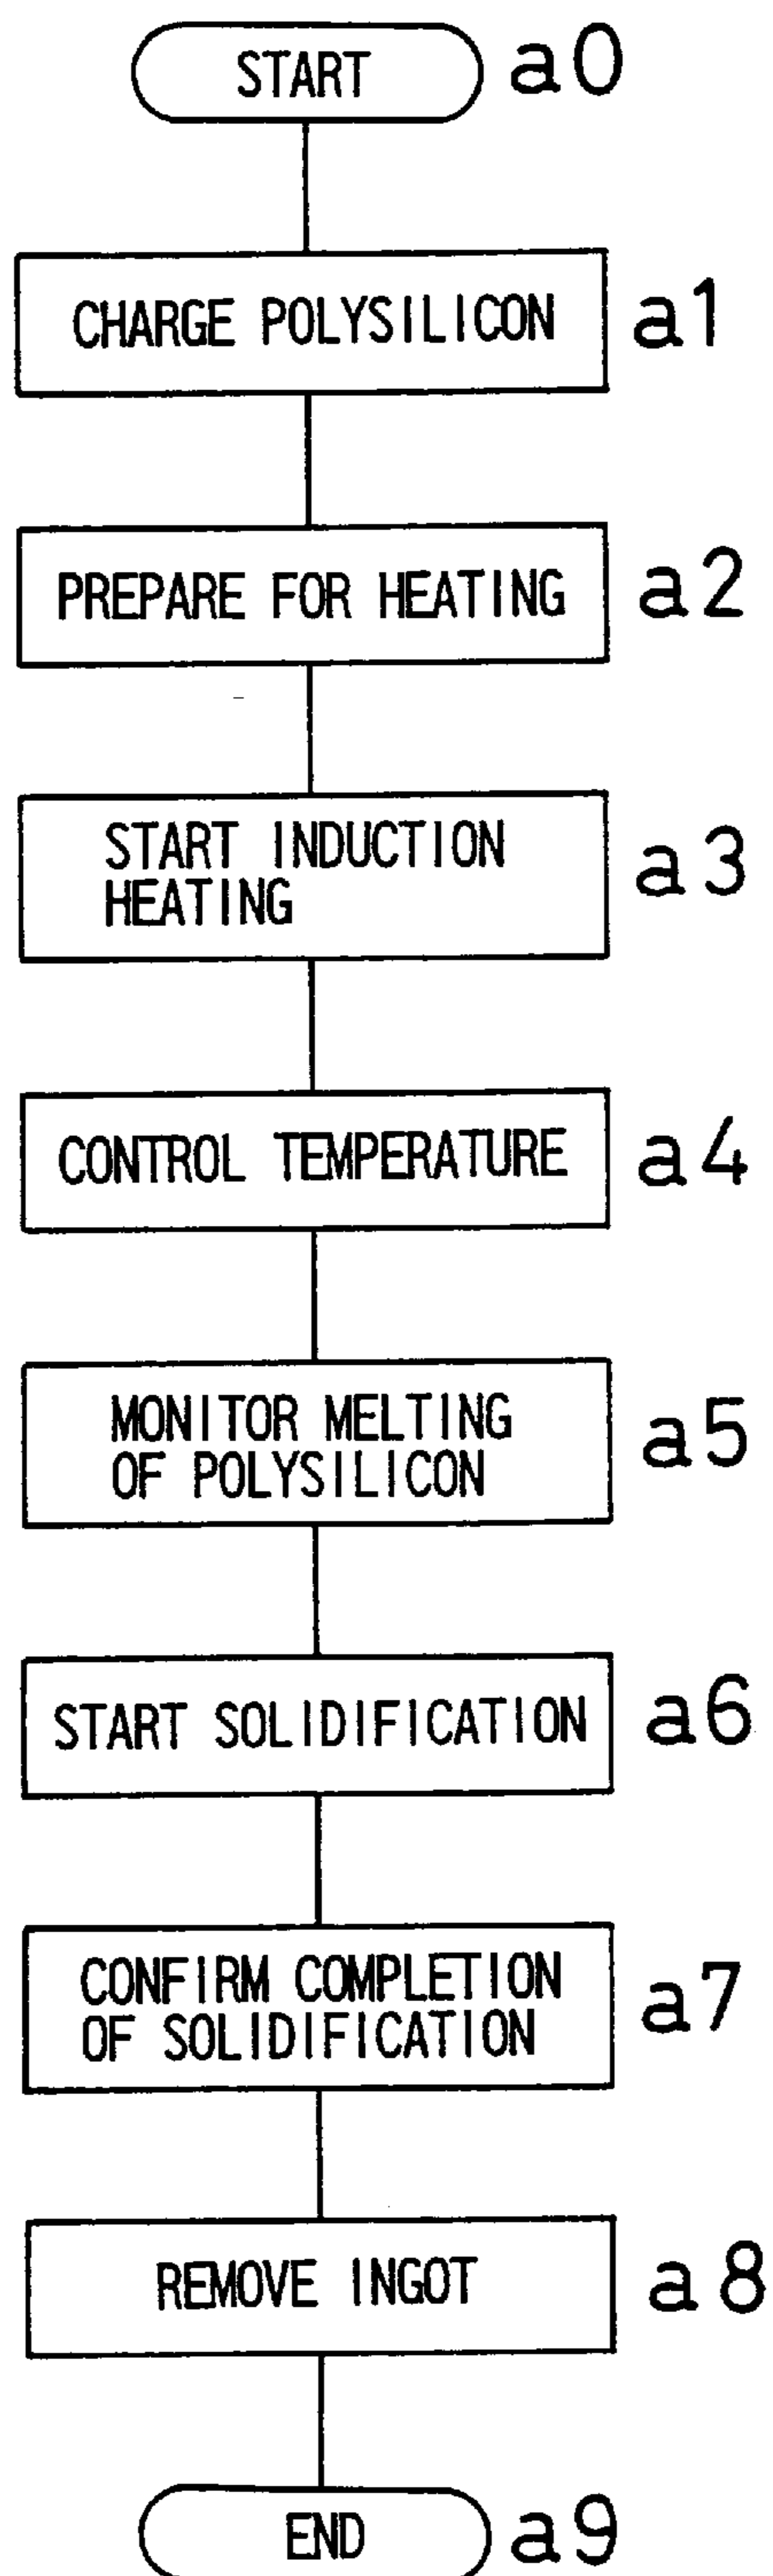 START a0
CHARGE POLYSILICON a1
PREPARE FOR HEATING a2
START INDUCTION
HEATING a3
CONTROL TEMPERATURE a4
MONITOR MELTING
OF POLYSILICON a5
START SOLIDIFICATION a6
CONFIRM COMPLETION
OF SOLIDIFICATION a7
REMOVE INGOT a8
END a9